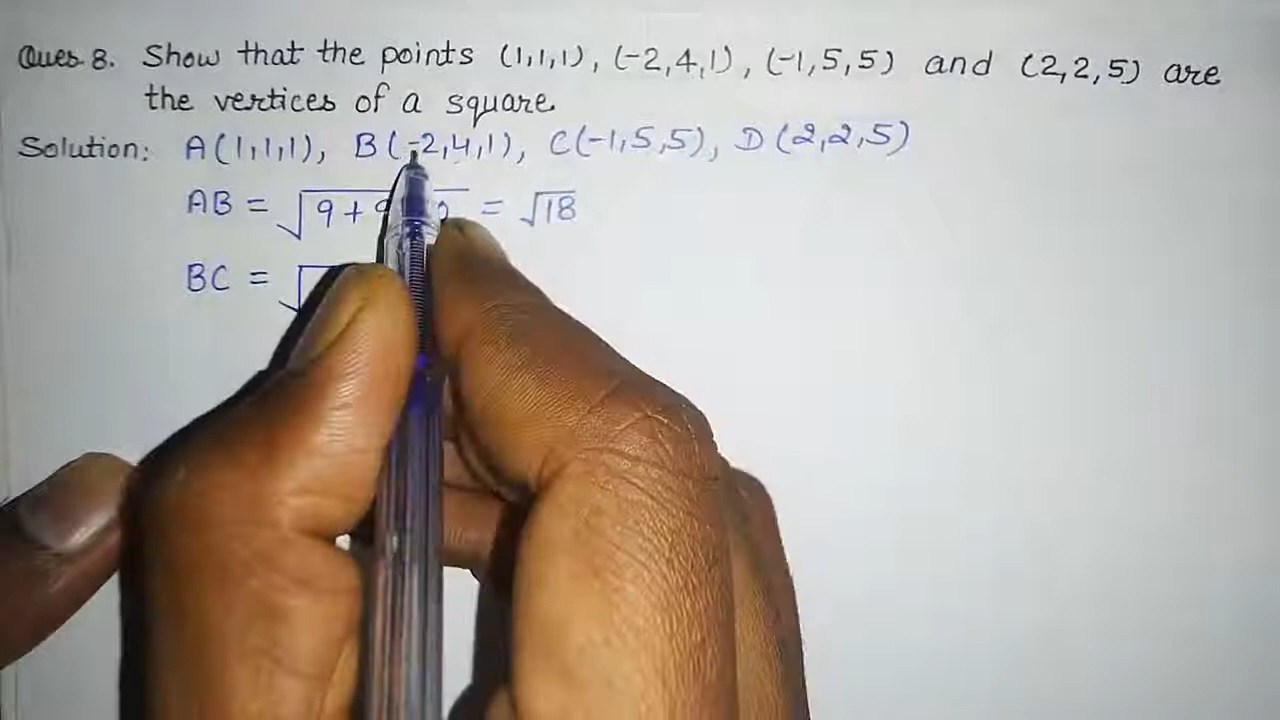 Ques 8. Show that the points (1,1,1), (-2,4,1), (-1,5,5) and (2,2,5) are
the vertices of a square.
Solution: A(1,1,1), B(-2,4,1), C(-1,5,5), D(2,2,5)
AB = √9+ = √18
BC = √